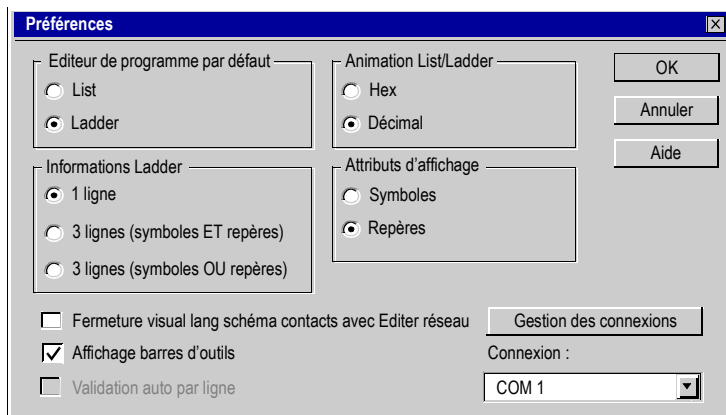 Préférences
Editeur de programme par défaut
List
Ladder
Animation List/Ladder
Hex
Décimal
OK
Annuler
Aide
Informations Ladder
1 ligne
3 lignes (symboles ET repères)
3 lignes (symboles OU repères)
Attributs d'affichage
Symboles
Repères
Fermeture visual lang schéma contacts avec Editer réseau
Gestion des connexions
Affichage barres d'outils
Connexion :
Validation auto par ligne
COM 1